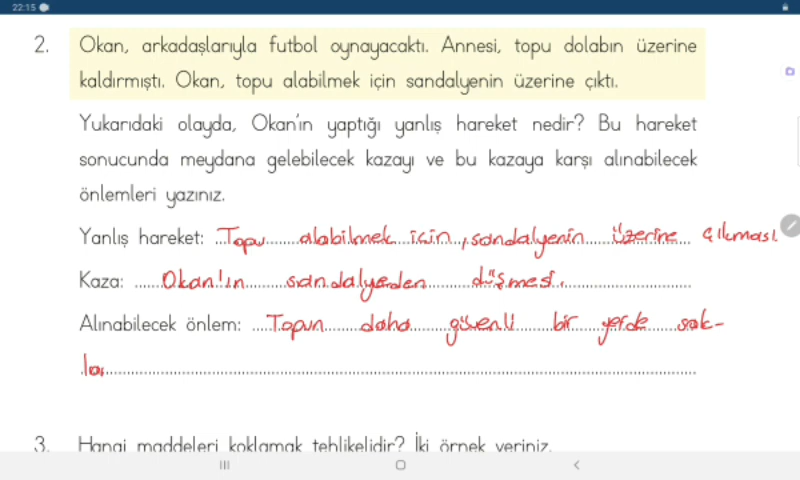 22:15
2. Okan, arkadaşlarıyla futbol oynayacaktı. Annesi, topu dolabın üzerine
kaldırmıştı. Okan, topu alabilmek için sandalyenin üzerine çıktı.
Yukarıdaki olayda, Okan'ın yaptığı yanlış hareket nedir? Bu hareket
sonucunda meydana gelebilecek kazayı ve bu kazaya karşı alınabilecek
önlemleri yazınız.
Yanlış hareket: Topu alabilmek için, sandalyenin üzerine çıkması.
Kaza: Okan'ın sandalyeden düşmesi.
Alınabilecek önlem: Topun daha güvenli bir yerde sak-
la
3. Hangi maddeleri koklamak tehlikelidir? İki örnek veriniz.